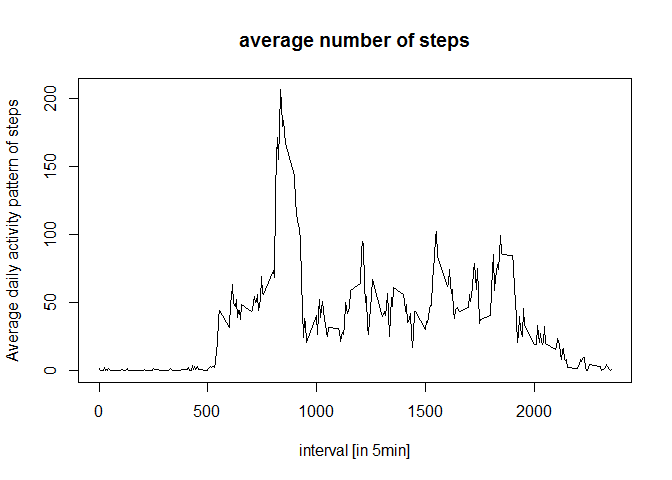 average number of steps
Average daily activity pattern of steps
200
150
100
50
0
0 500 1000 1500 2000
interval [in 5min]